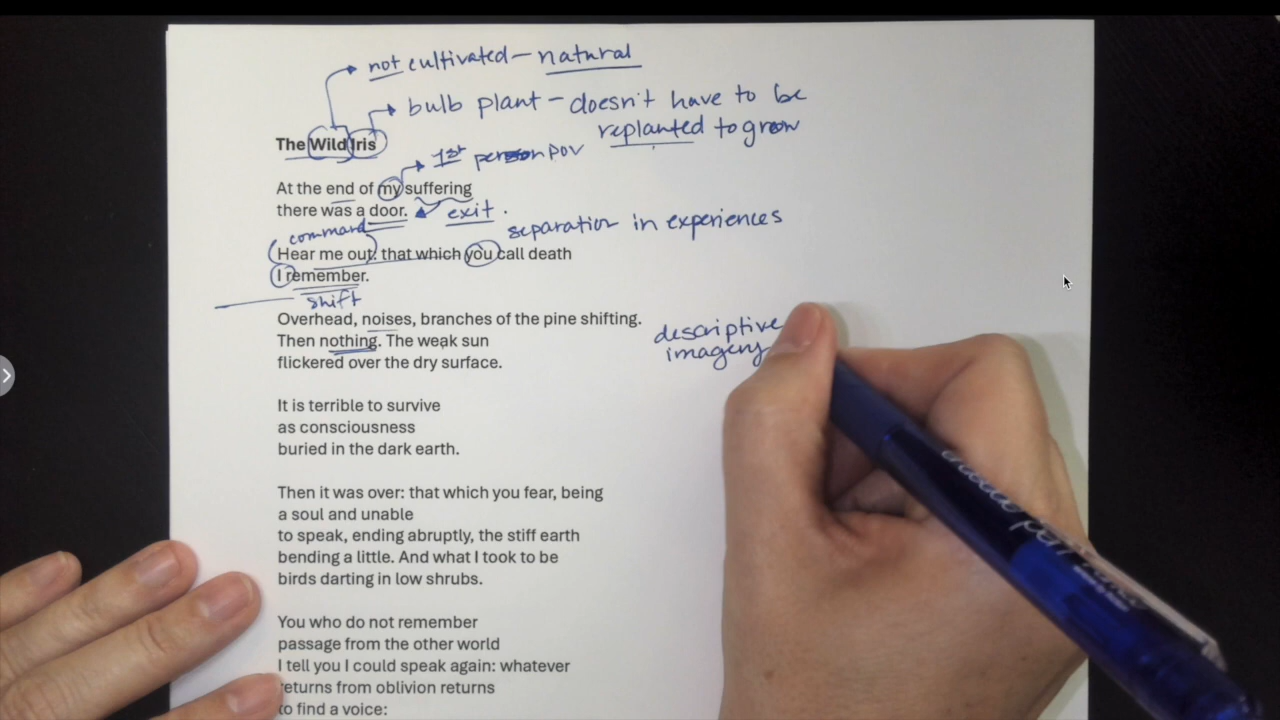 not cultivated – natural
bulb plant – doesn't have to be
replanted to grow
The Wild Iris
1st person pov
At the end of my suffering
there was a door.
exit.
separation in experiences
command
Hear me out: that which you call death
I remember.
shift
Overhead, noises, branches of the pine shifting.
Then nothing. The weak sun
flickered over the dry surface.
descriptive
imagery
It is terrible to survive
as consciousness
buried in the dark earth.
Then it was over: that which you fear, being
a soul and unable
to speak, ending abruptly, the stiff earth
bending a little. And what I took to be
birds darting in low shrubs.
You who do not remember
passage from the other world
I tell you I could speak again: whatever
returns from oblivion returns
to find a voice: